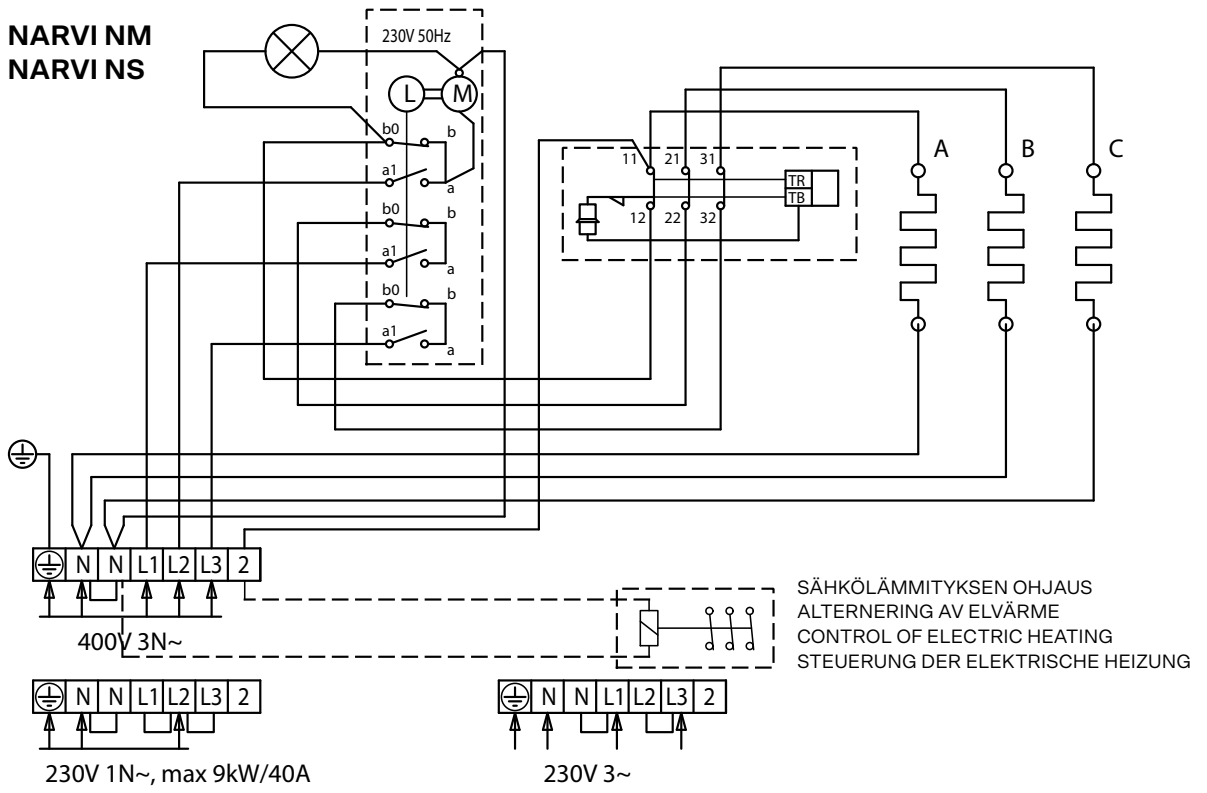 NARVI NM
NARVI NS
230V 50Hz
L
M
b0
b
a1
a
b0
b
a1
a
b0
b
a1
a
11
21
31
TR
TB
12
22
32
A
B
C
N
N
L1
L2
L3
2
400V 3N~
SÄHKÖLÄMMITYKSEN OHJAUS
ALTERNERING AV ELVÄRME
CONTROL OF ELECTRIC HEATING
STEUERUNG DER ELEKTRISCHE HEIZUNG
N
N
L1
L2
L3
2
230V 1N~, max 9kW/40A
N
N
L1
L2
L3
2
230V 3~